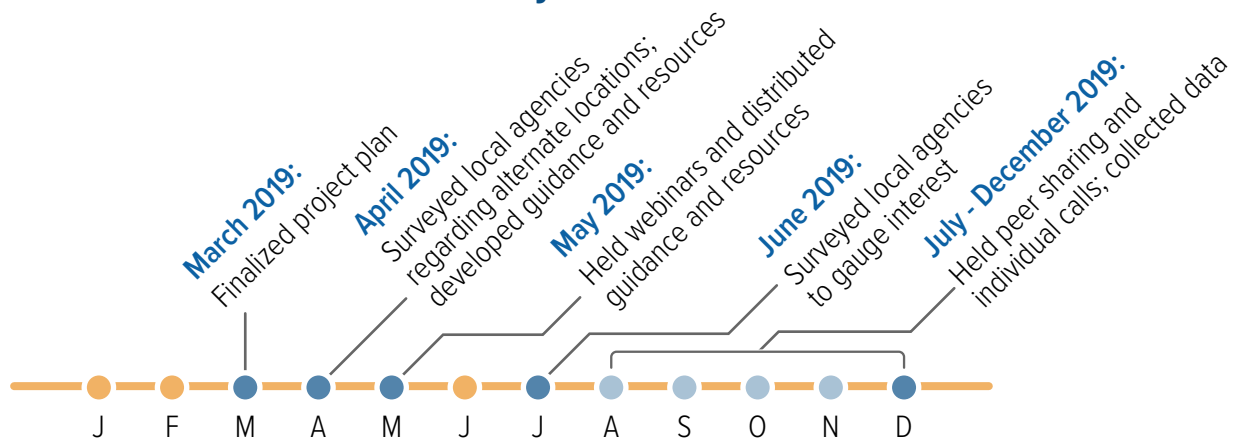 March 2019:
Finalized project plan
April 2019:
Surveyed local agencies
regarding alternate locations;
developed guidance and resources
May 2019:
Held webinars and distributed
guidance and resources
June 2019:
Surveyed local agencies
to gauge interest
July - December 2019:
Held peer sharing and
individual calls; collected data
J F M A M J J A S O N D